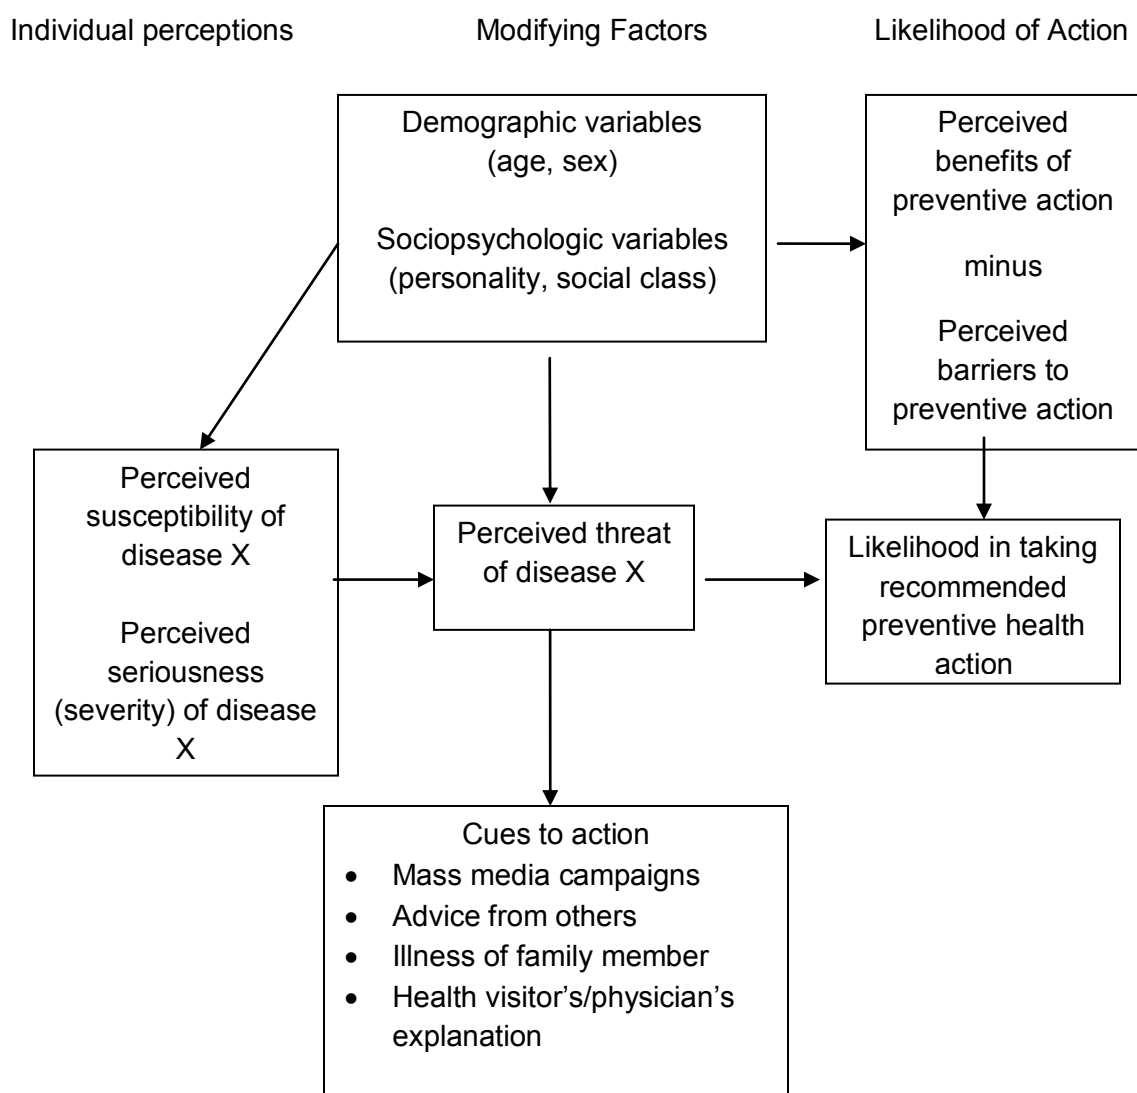 Individual perceptions
Modifying Factors
Likelihood of Action
Demographic variables
(age, sex)
Sociopsychologic variables
(personality, social class)
Perceived
benefits of
preventive action
minus
Perceived
barriers to
preventive action
Perceived
susceptibility of
disease X
Perceived
seriousness
(severity) of disease
X
Perceived threat
of disease X
Likelihood in taking
recommended
preventive health
action
Cues to action
• Mass media campaigns
• Advice from others
• Illness of family member
• Health visitor’s/physician’s
explanation